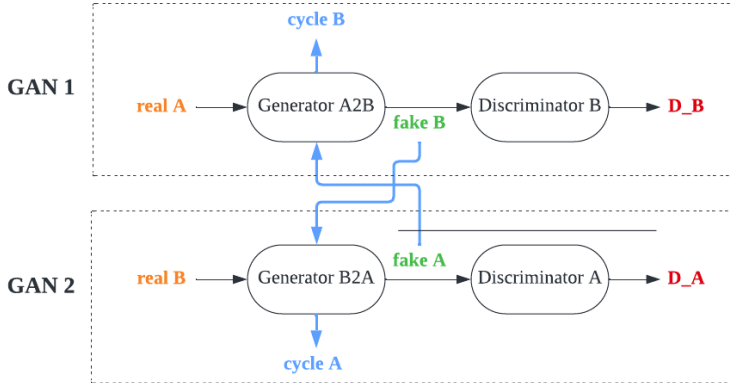 cycle B
GAN 1
real A
Generator A2B
fake B
Discriminator B
D_B
GAN 2
real B
Generator B2A
fake A
Discriminator A
D_A
cycle A